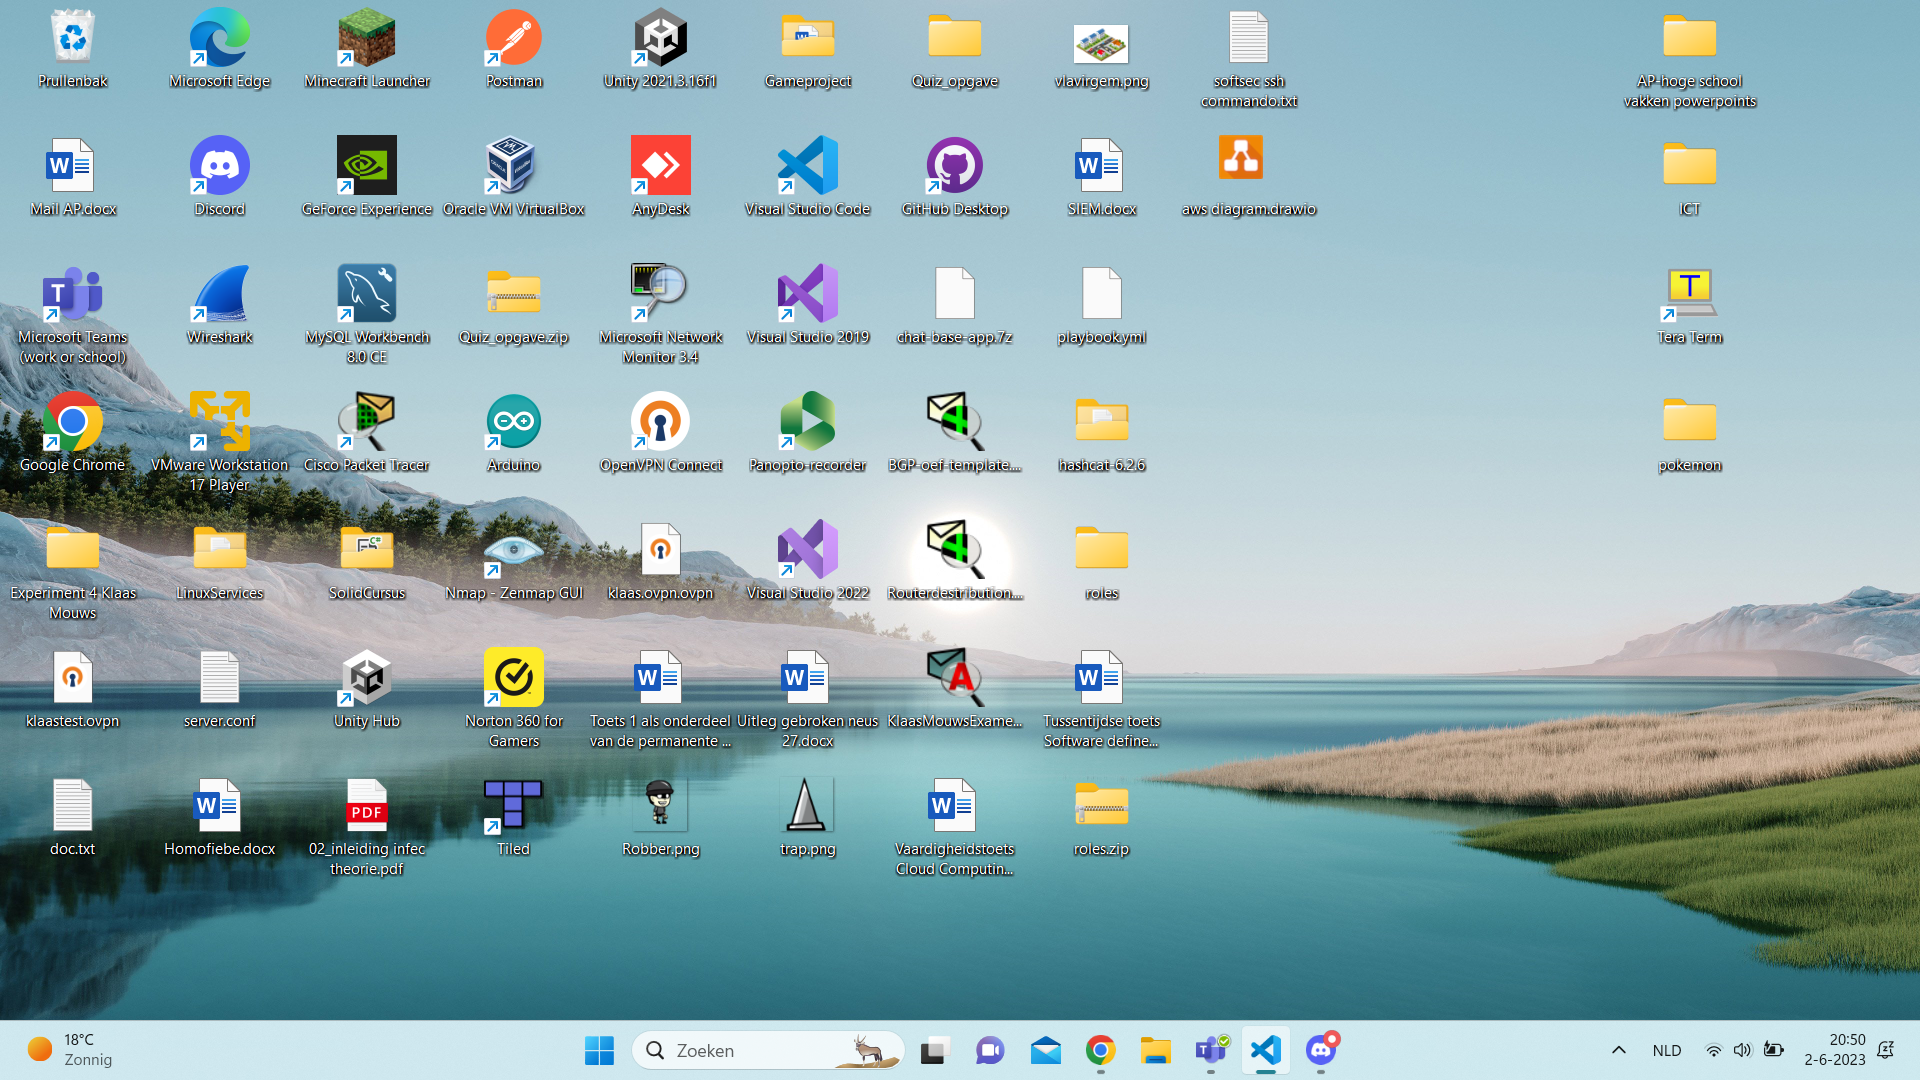 Prullenbak
Microsoft Edge
Minecraft Launcher
Postman
Unity 2021.3.16f1
Gameproject
Quiz_opgave
vlavirgem.png
softsec ssh
commando.txt
AP-hoge school
vakken powerpoints
Mail AP.docx
Discord
GeForce Experience
Oracle VM VirtualBox
AnyDesk
Visual Studio Code
GitHub Desktop
SIEM.docx
aws diagram.drawio
ICT
Microsoft Teams
(work or school)
Wireshark
MySQL Workbench
8.0 CE
Quiz_opgave.zip
Microsoft Network
Monitor 3.4
Visual Studio 2019
chat-base-app.7z
playbook.yml
Tera Term
Google Chrome
VMware Workstation
17 Player
Cisco Packet Tracer
Arduino
OpenVPN Connect
Panopto-recorder
BGP-oef-template....
hashcat-6.2.6
pokemon
Experiment 4 Klaas
Mouws
LinuxServices
SolidCursus
Nmap - Zenmap GUI
klaas.ovpn.ovpn
Visual Studio 2022
Routerdestribution....
roles
klaastest.ovpn
server.conf
Unity Hub
Norton 360 for
Gamers
Toets 1 als onderdeel
van de permanente ...
Uitleg gebroken neus
27.docx
KlaasMouwsExame...
Tussentijdse toets
Software define...
doc.txt
Homofiebe.docx
PDF
02_inleiding infec
theorie.pdf
Tiled
Robber.png
trap.png
Vaardigheidstoets
Cloud Computin...
roles.zip
18°C
Zonnig
Zoeken
NLD
20:50
2-6-2023